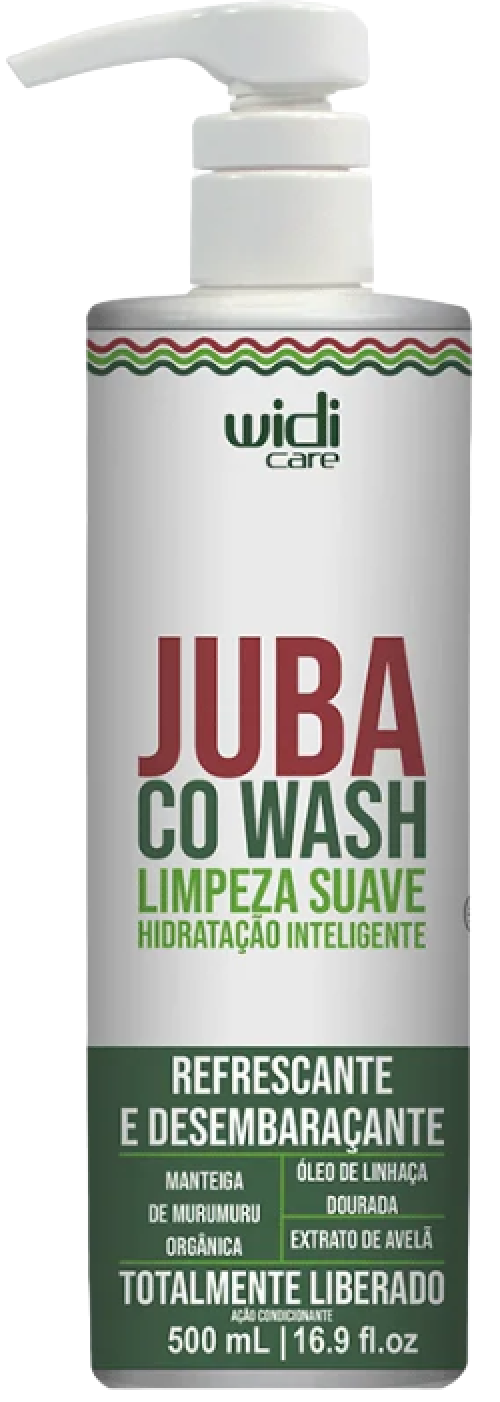 widi
care
JUBA
CO WASH
LIMPEZA SUAVE
HIDRATAÇÃO INTELIGENTE
REFRESCANTE
E DESEMBARAÇANTE
MANTEIGA
DE MURUMURU
ORGÂNICA
ÓLEO DE LINHAÇA
DOURADA
EXTRATO DE AVELÃ
TOTALMENTE LIBERADO
AÇÃO CONDICIONANTE
500 mL | 16.9 fl.oz